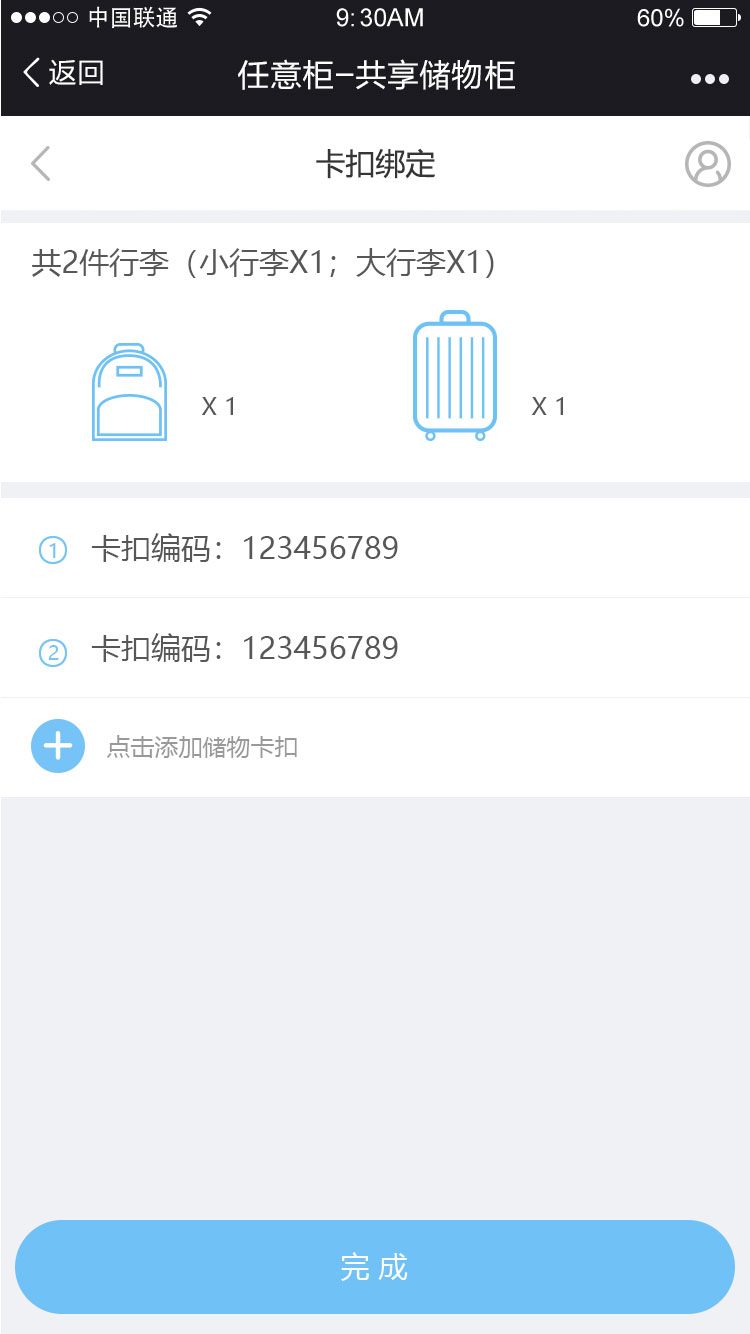 中国联通 9:30AM 60%
返回 任意柜-共享储物柜
卡扣绑定
共2件行李（小行李X1；大行李X1）
X 1 X 1
1 卡扣编码：123456789
2 卡扣编码：123456789
点击添加储物卡扣
完 成